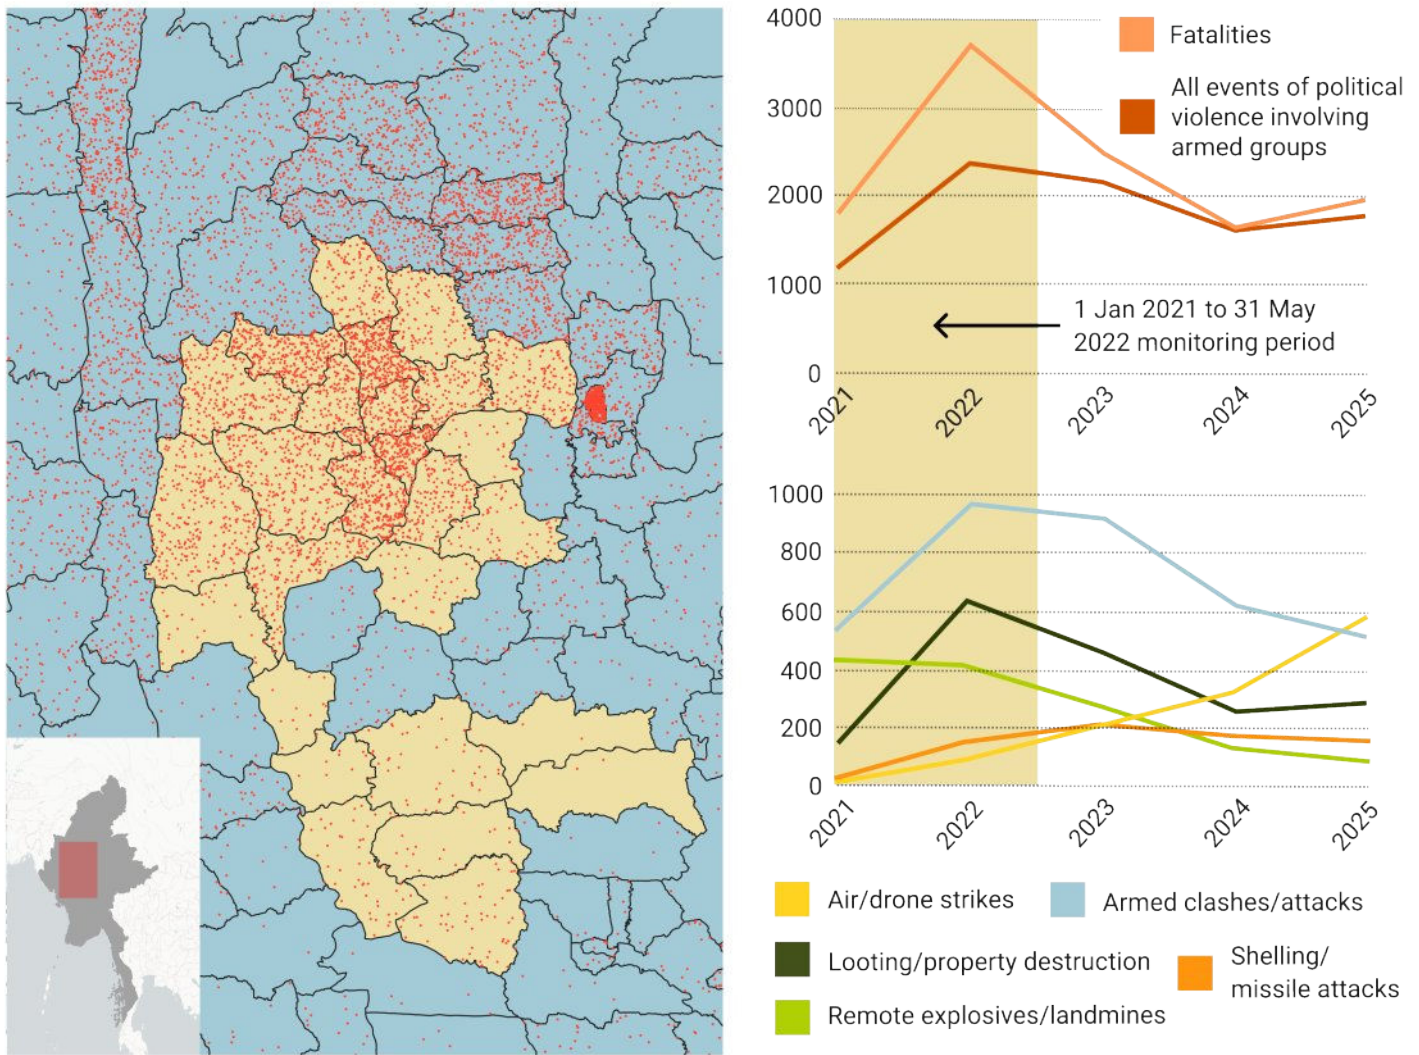 4000
3000
2000
1000
0
Fatalities
All events of political
violence involving
armed groups
1 Jan 2021 to 31 May
2022 monitoring period
2021
2022
2023
2024
2025
1000
800
600
400
200
0
2021
2022
2023
2024
2025
Air/drone strikes
Armed clashes/attacks
Looting/property destruction
Shelling/
missile attacks
Remote explosives/landmines